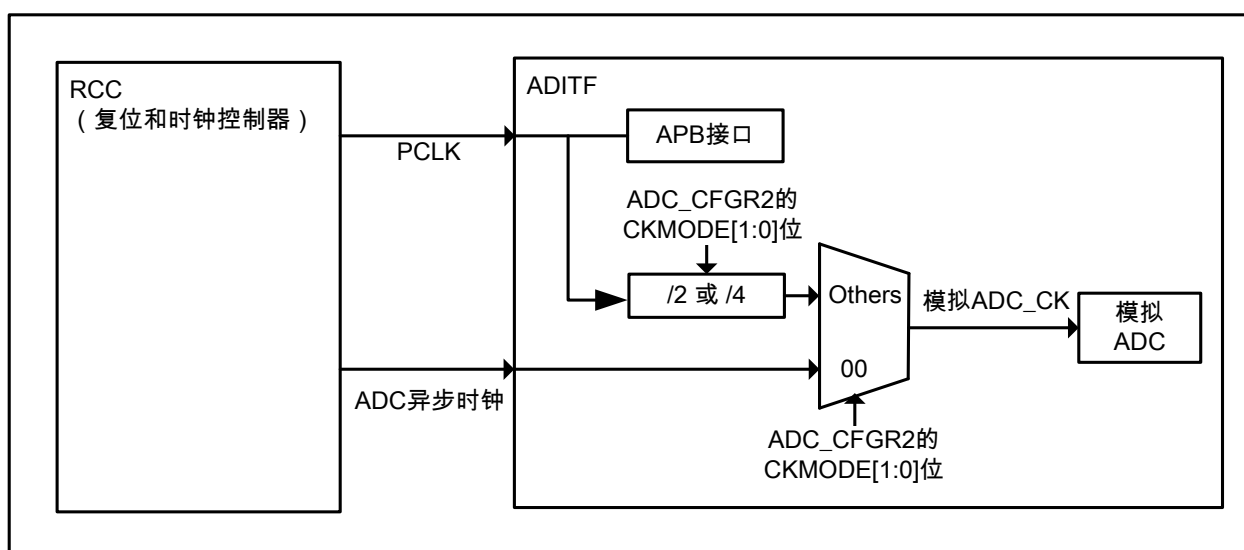 RCC
（复位和时钟控制器）
PCLK
ADC异步时钟
ADITF
APB接口
ADC_CFGR2的
CKMODE[1:0]位
/2 或 /4
Others
00
ADC_CFGR2的
CKMODE[1:0]位
模拟ADC_CK
模拟
ADC